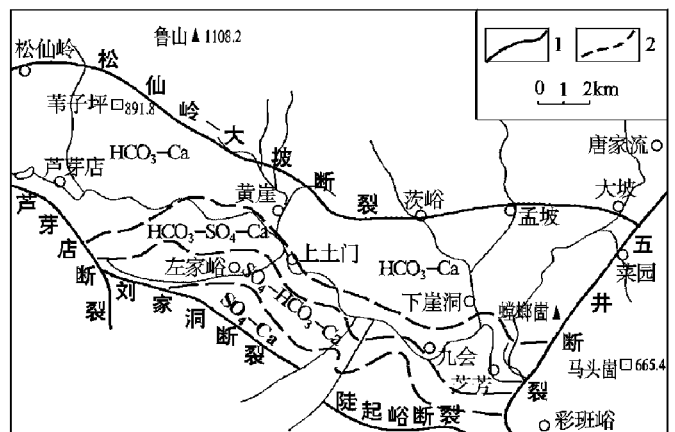 鲁山▲1108.2
1
2
0 1 2km
松仙岭
松仙岭—大坡断裂
苇子坪□891.8
唐家流
HCO₃–Ca
芦芽店
大坡
黄崖
茨峪
孟坡
芦芽店断裂
HCO₃–SO₄–Ca
上土门
HCO₃–Ca
五井断裂
菜园
左家峪
SO₄–HCO₃–Ca
下崖洞
螳螂崮▲
刘家洞断裂
SO₄–Ca
九会
芝芳
马头崮□665.4
陡起峪断裂
彩班峪